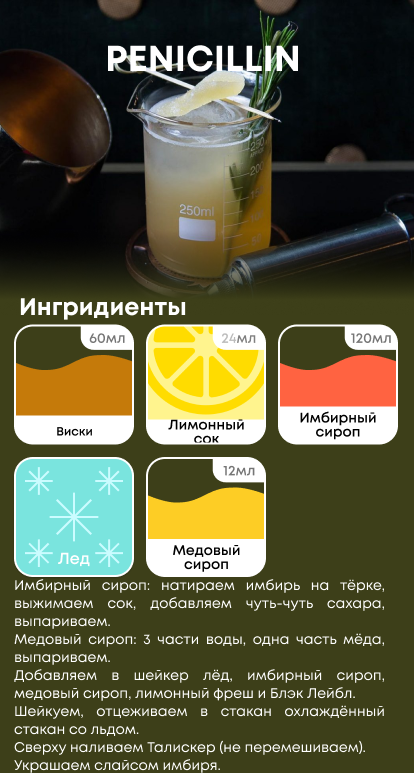 PENICILLIN
250ml
250
200
150
Ингридиенты
60мл
24мл
120мл
Виски
Лимонный
сок
Имбирный
сироп
12мл
Лед
Медовый
сироп
Имбирный сироп: натираем имбирь на тёрке,
выжимаем сок, добавляем чуть-чуть сахара,
выпариваем.
Медовый сироп: 3 части воды, одна часть мёда,
выпариваем.
Добавляем в шейкер лёд, имбирный сироп,
медовый сироп, лимонный фреш и Блэк Лейбл.
Шейкуем, отцеживаем в стакан охлаждённый
стакан со льдом.
Сверху наливаем Талискер (не перемешиваем).
Украшаем слайсом имбиря.